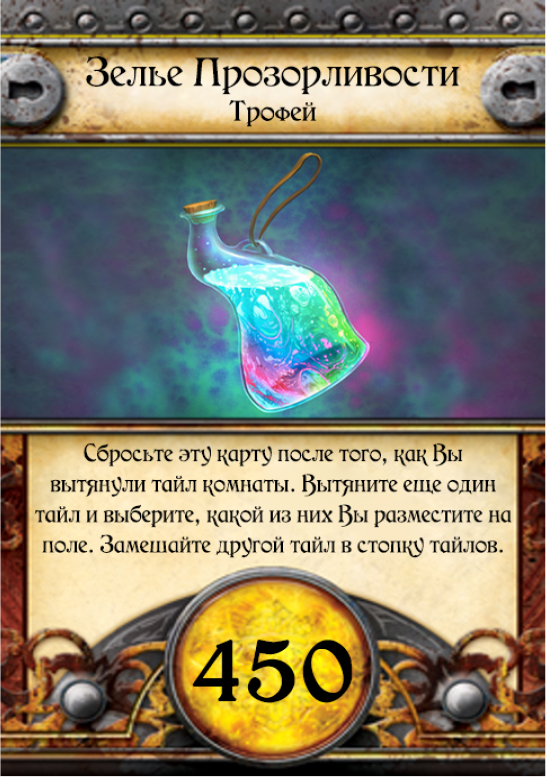 Зелье Прозорливости
Трофей
Сбросьте эту карту после того, как Вы
вытянули тайл комнаты. Вытяните еще один
тайл и выберите, какой из них Вы разместите на
поле. Замешайте другой тайл в стопку тайлов.
450